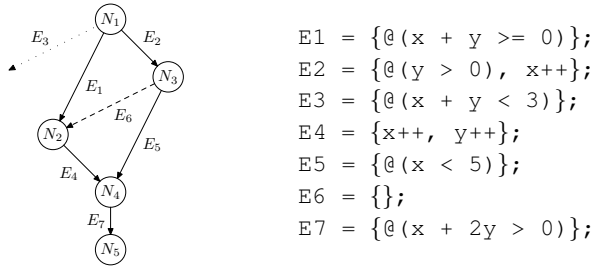 N1
E3
E2
E1
N3
E6
N2
E5
E4
N4
E7
N5
E1 = {@(x + y >= 0)};
E2 = {@(y > 0), x++};
E3 = {@(x + y < 3)};
E4 = {x++, y++};
E5 = {@(x < 5)};
E6 = {};
E7 = {@(x + 2y > 0)};